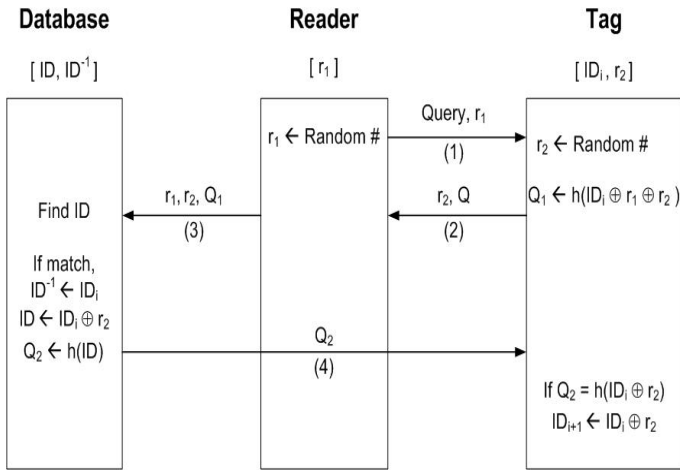 Database Reader Tag
[ ID, ID⁻¹ ] [ r₁ ] [ IDᵢ , r₂ ]
Query, r₁
r₁ ← Random #
(1)
r₂ ← Random #
r₁, r₂, Q₁
r₂, Q
Q₁ ← h(IDᵢ ⊕ r₁ ⊕ r₂ )
Find ID
(3)
(2)
If match,
ID⁻¹ ← IDᵢ
ID ← IDᵢ ⊕ r₂
Q₂ ← h(ID)
Q₂
(4)
If Q₂ = h(IDᵢ ⊕ r₂)
IDᵢ₊₁ ← IDᵢ ⊕ r₂